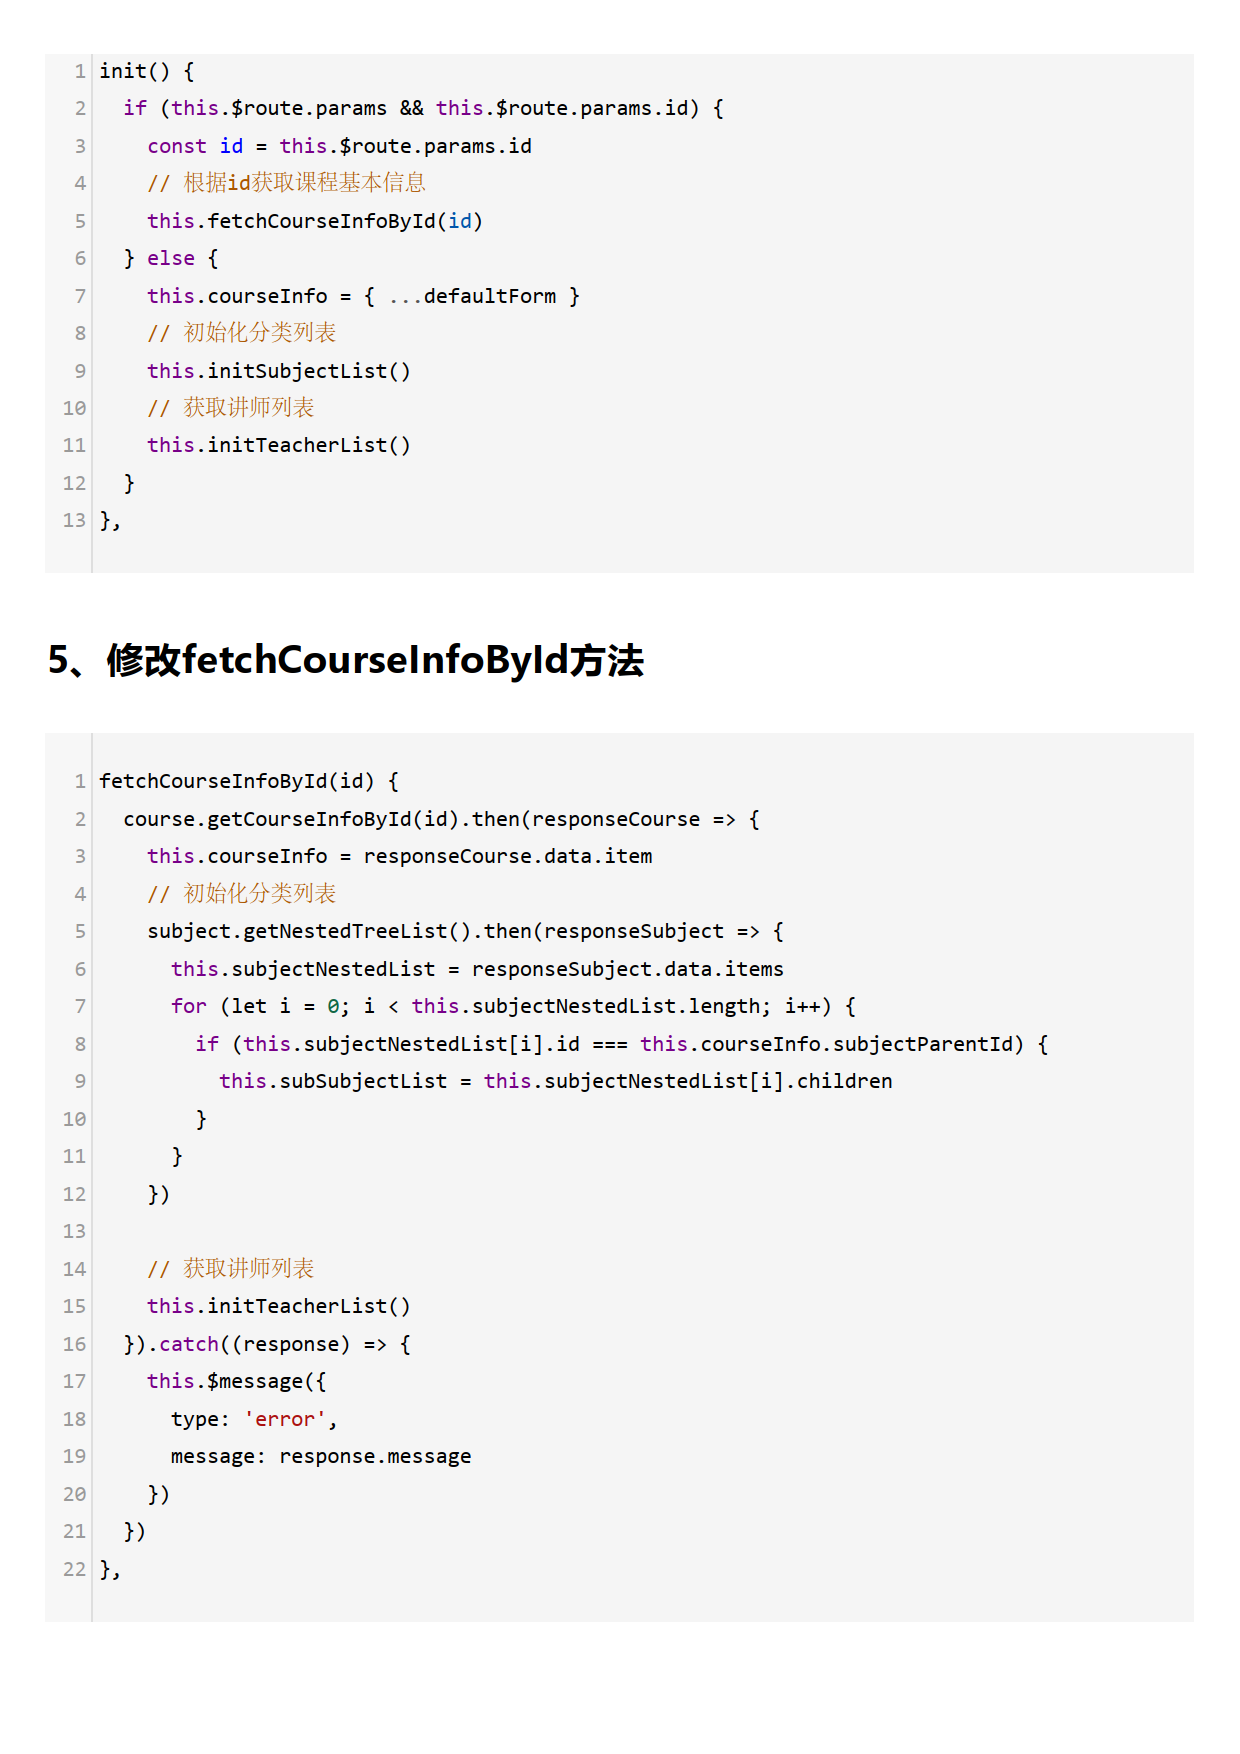 1 init() {
2   if (this.$route.params && this.$route.params.id) {
3     const id = this.$route.params.id
4     // 根据id获取课程基本信息
5     this.fetchCourseInfoById(id)
6   } else {
7     this.courseInfo = { ...defaultForm }
8     // 初始化分类列表
9     this.initSubjectList()
10     // 获取讲师列表
11     this.initTeacherList()
12   }
13 },
5、修改fetchCourseInfoById方法
1 fetchCourseInfoById(id) {
2   course.getCourseInfoById(id).then(responseCourse => {
3     this.courseInfo = responseCourse.data.item
4     // 初始化分类列表
5     subject.getNestedTreeList().then(responseSubject => {
6       this.subjectNestedList = responseSubject.data.items
7       for (let i = 0; i < this.subjectNestedList.length; i++) {
8         if (this.subjectNestedList[i].id === this.courseInfo.subjectParentId) {
9           this.subSubjectList = this.subjectNestedList[i].children
10         }
11       }
12     })
13
14     // 获取讲师列表
15     this.initTeacherList()
16   }).catch((response) => {
17     this.$message({
18       type: 'error',
19       message: response.message
20     })
21   })
22 },